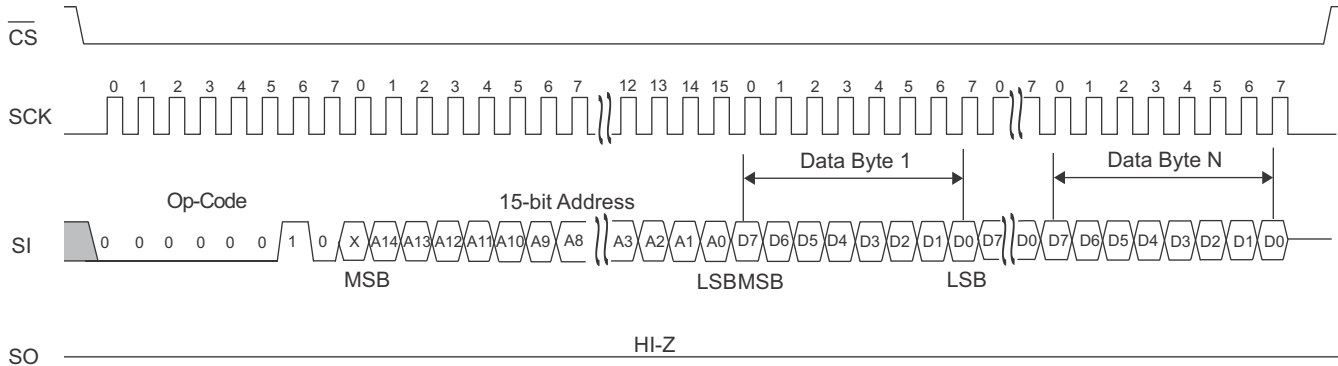 CS
0 1 2 3 4 5 6 7 0 1 2 3 4 5 6 7 12 13 14 15 0 1 2 3 4 5 6 7 0 7 0 1 2 3 4 5 6 7
SCK
Data Byte 1 Data Byte N
Op-Code 15-bit Address
SI 0 0 0 0 0 0 1 0 X A14 A13 A12 A11 A10 A9 A8 A3 A2 A1 A0 D7 D6 D5 D4 D3 D2 D1 D0 D7 D0 D7 D6 D5 D4 D3 D2 D1 D0
MSB LSB MSB LSB
HI-Z
SO